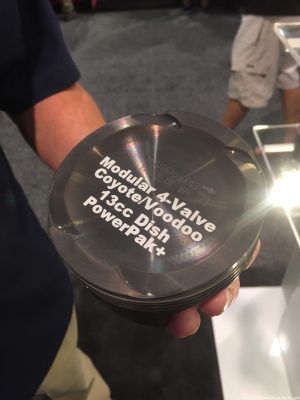 Modular 4-Valve
Coyote/Voodoo
13cc Dish
PowerPak+